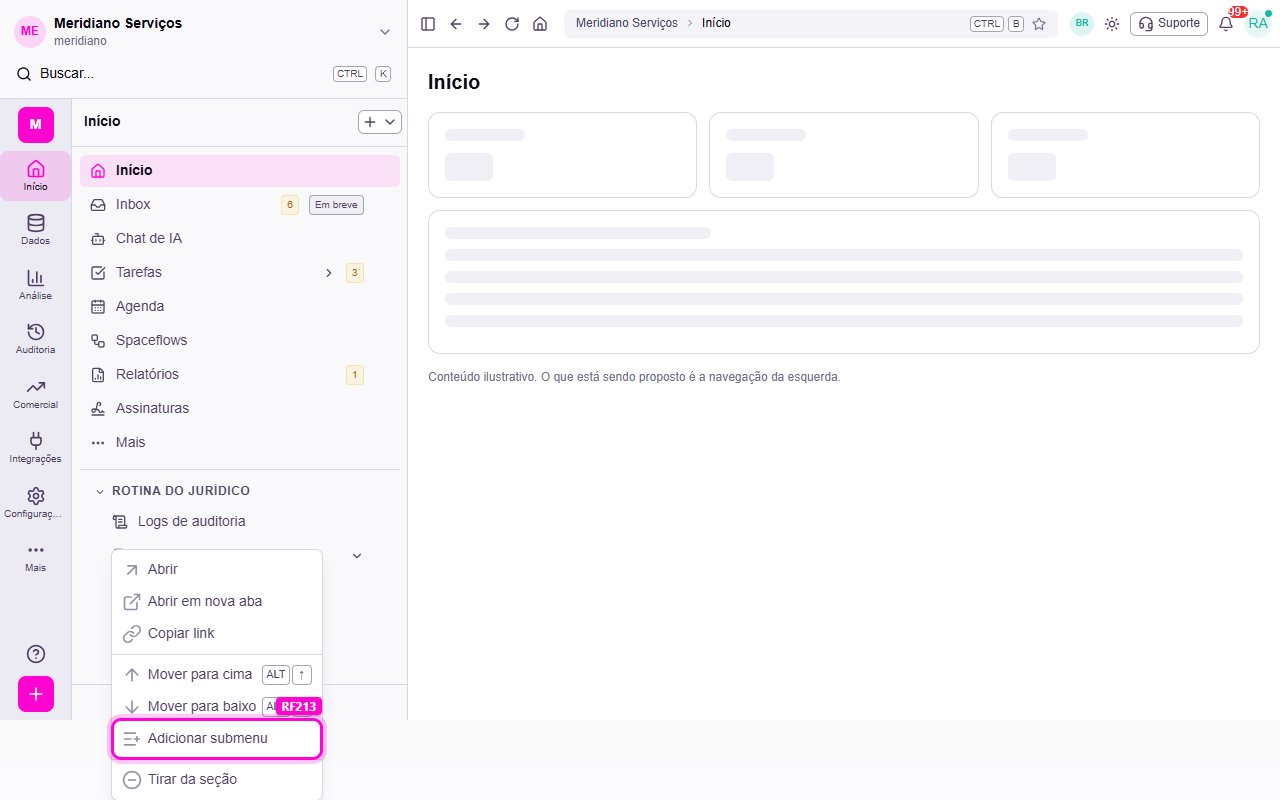 ME
Meridiano Serviços
meridiano
Buscar...
CTRL K
Meridiano Serviços > Início
CTRL B
BR
Suporte
99+
RA
M
Início
Dados
Análise
Auditoria
Comercial
Integrações
Configuraç...
Mais
Início
Início
Inbox 6 Em breve
Chat de IA
Tarefas 3
Agenda
Spaceflows
Relatórios 1
Assinaturas
Mais
ROTINA DO JURÍDICO
Logs de auditoria
Abrir
Abrir em nova aba
Copiar link
Mover para cima ALT ↑
Mover para baixo
RF213
Adicionar submenu
Tirar da seção
Início
Conteúdo ilustrativo. O que está sendo proposto é a navegação da esquerda.